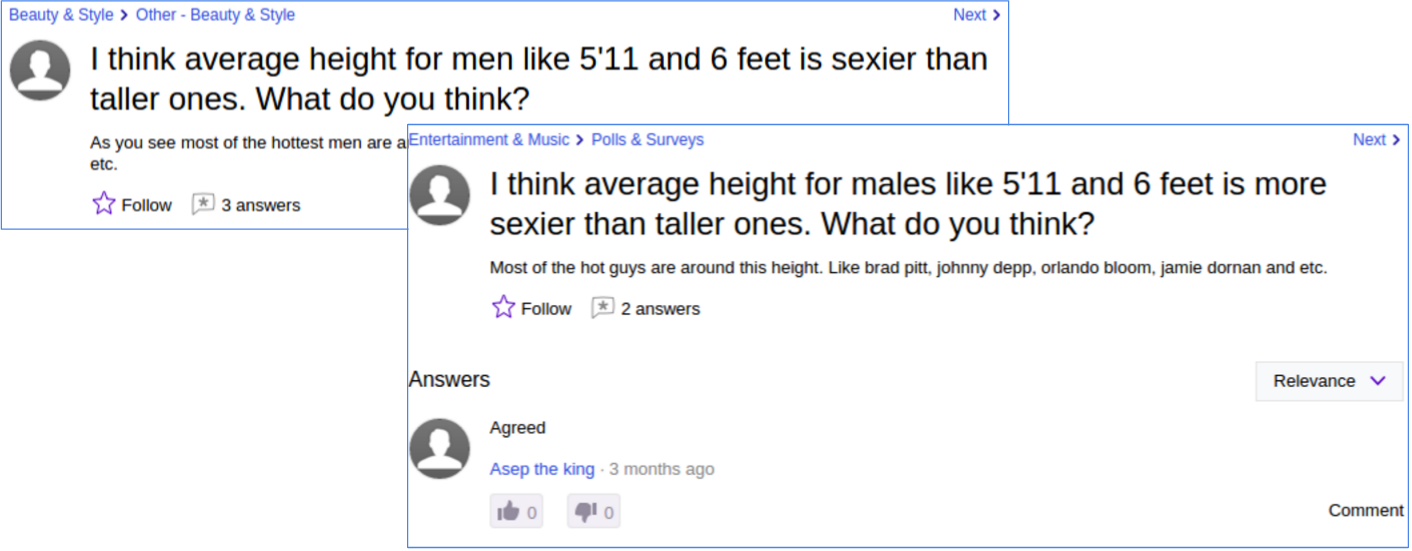 Beauty & Style > Other - Beauty & Style
Next >
I think average height for men like 5'11 and 6 feet is sexier than
taller ones. What do you think?
As you see most of the hottest men are a
etc.
Follow 3 answers
Entertainment & Music > Polls & Surveys
Next >
I think average height for males like 5'11 and 6 feet is more
sexier than taller ones. What do you think?
Most of the hot guys are around this height. Like brad pitt, johnny depp, orlando bloom, jamie dornan and etc.
Follow 2 answers
Answers
Relevance
Agreed
Asep the king · 3 months ago
0 0
Comment